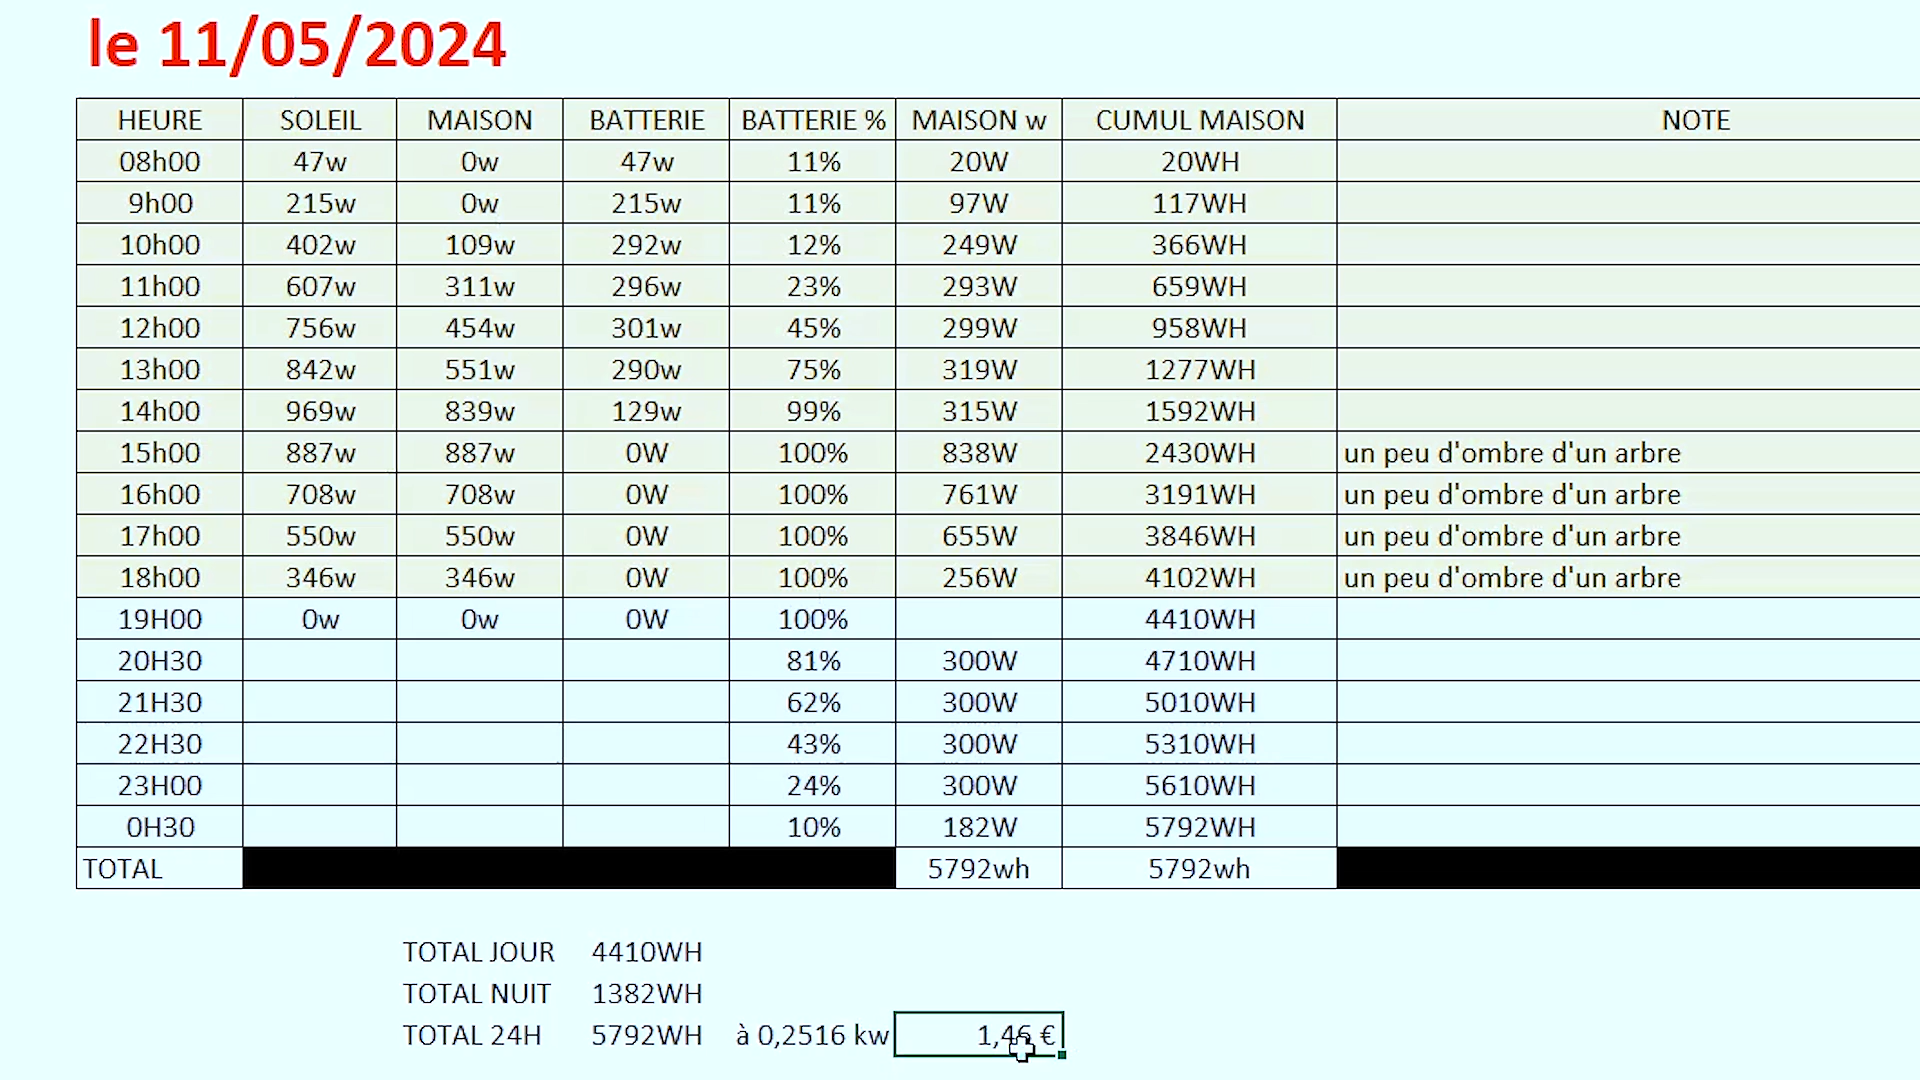 le 11/05/2024
HEURE SOLEIL MAISON BATTERIE BATTERIE % MAISON w CUMUL MAISON NOTE
08h00 47w 0w 47w 11% 20W 20WH
9h00 215w 0w 215w 11% 97W 117WH
10h00 402w 109w 292w 12% 249W 366WH
11h00 607w 311w 296w 23% 293W 659WH
12h00 756w 454w 301w 45% 299W 958WH
13h00 842w 551w 290w 75% 319W 1277WH
14h00 969w 839w 129w 99% 315W 1592WH
15h00 887w 887w 0W 100% 838W 2430WH un peu d'ombre d'un arbre
16h00 708w 708w 0W 100% 761W 3191WH un peu d'ombre d'un arbre
17h00 550w 550w 0W 100% 655W 3846WH un peu d'ombre d'un arbre
18h00 346w 346w 0W 100% 256W 4102WH un peu d'ombre d'un arbre
19H00 0w 0w 0W 100% 4410WH
20H30 81% 300W 4710WH
21H30 62% 300W 5010WH
22H30 43% 300W 5310WH
23H00 24% 300W 5610WH
0H30 10% 182W 5792WH
TOTAL 5792wh 5792wh
TOTAL JOUR 4410WH
TOTAL NUIT 1382WH
TOTAL 24H 5792WH à 0,2516 kw 1,46 €